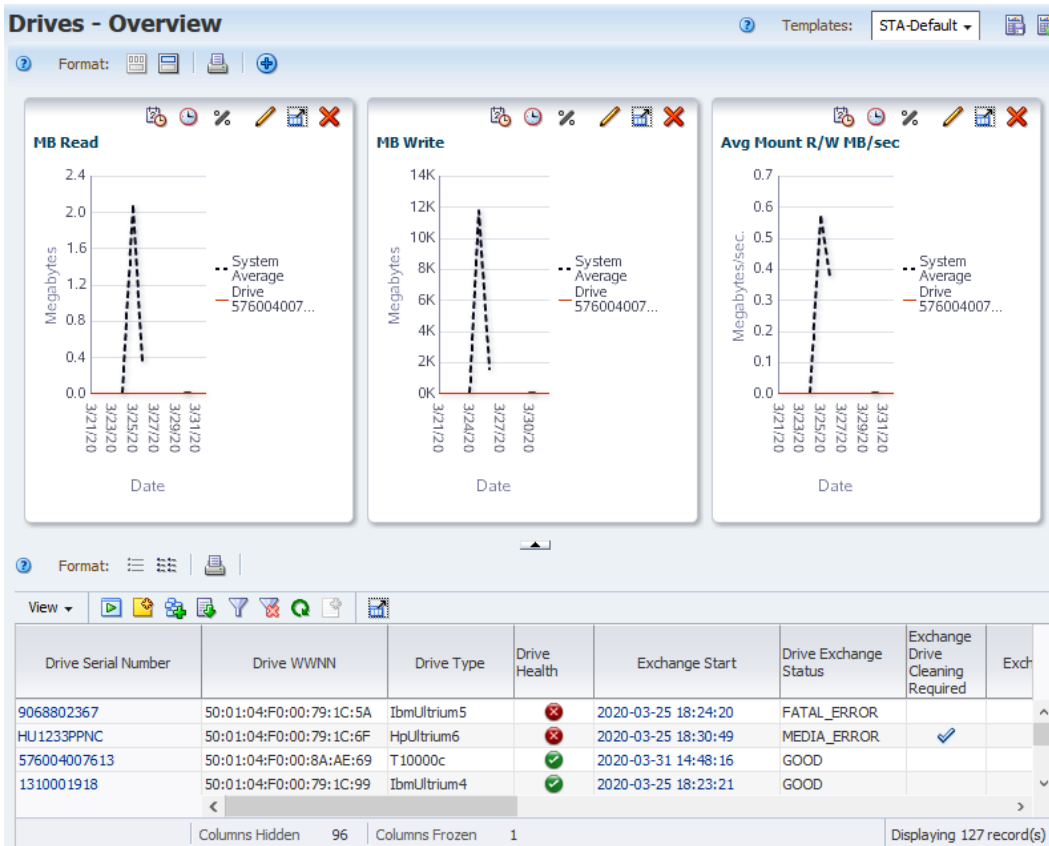 Drives - Overview
Templates: STA-Default
Format:
MB Read
2.4
2.0
1.6
1.2
0.8
0.4
0.0
Megabytes
3/21/20
3/23/20
3/25/20
3/27/20
3/29/20
3/31/20
Date
System
Average
Drive
576004007...
MB Write
14K
12K
10K
8K
6K
4K
2K
0K
Megabytes
3/21/20
3/24/20
3/27/20
3/30/20
Date
System
Average
Drive
576004007...
Avg Mount R/W MB/sec
0.7
0.6
0.5
0.4
0.3
0.2
0.1
0.0
Megabytes/sec.
3/21/20
3/23/20
3/25/20
3/27/20
3/29/20
3/31/20
Date
System
Average
Drive
576004007...
Format:
View
Drive Serial Number Drive WWNN Drive Type Drive Health Exchange Start Drive Exchange Status Exchange Drive Cleaning Required Exch
9068802367 50:01:04:F0:00:79:1C:5A IbmUltrium5 2020-03-25 18:24:20 FATAL_ERROR
HU1233PPNC 50:01:04:F0:00:79:1C:6F HpUltrium6 2020-03-25 18:30:49 MEDIA_ERROR
576004007613 50:01:04:F0:00:8A:AE:69 T10000c 2020-03-31 14:48:16 GOOD
1310001918 50:01:04:F0:00:79:1C:99 IbmUltrium4 2020-03-25 18:23:21 GOOD
Columns Hidden 96 Columns Frozen 1 Displaying 127 record(s)